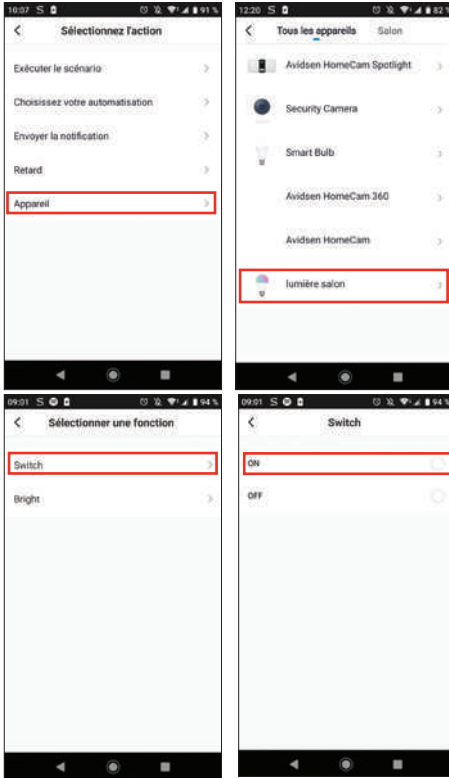 10:07 S 91 %
Sélectionnez l'action
Exécuter le scénario
Choisissez votre automatisation
Envoyer la notification
Retard
Appareil
12:20 S 82 %
Tous les appareils Salon
Avidsen HomeCam Spotlight
Security Camera
Smart Bulb
Avidsen HomeCam 360
Avidsen HomeCam
lumière salon
09:01 S 94 %
Sélectionner une fonction
Switch
Bright
09:01 S 94 %
Switch
ON
OFF